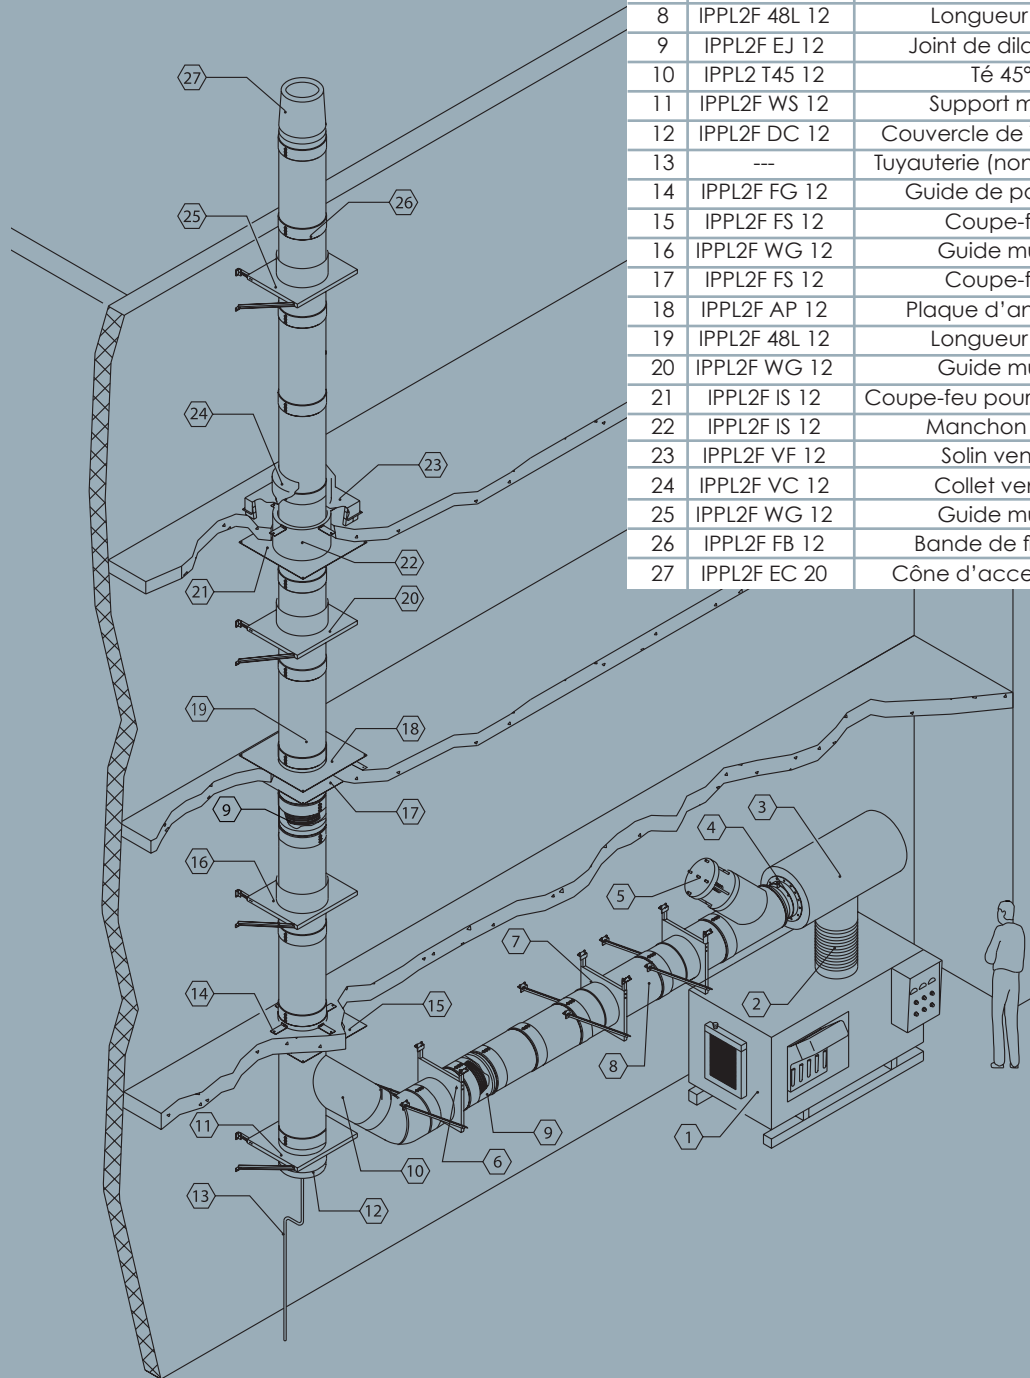 8 IPPL2F 48L 12 Longueur
9 IPPL2F EJ 12 Joint de dila
10 IPPL2 T45 12 Té 45°
11 IPPL2F WS 12 Support m
12 IPPL2F DC 12 Couvercle de
13 --- Tuyauterie (non
14 IPPL2F FG 12 Guide de pa
15 IPPL2F FS 12 Coupe-f
16 IPPL2F WG 12 Guide mu
17 IPPL2F FS 12 Coupe-f
18 IPPL2F AP 12 Plaque d’an
19 IPPL2F 48L 12 Longueur
20 IPPL2F WG 12 Guide mu
21 IPPL2F IS 12 Coupe-feu pour
22 IPPL2F IS 12 Manchon
23 IPPL2F VF 12 Solin ven
24 IPPL2F VC 12 Collet ven
25 IPPL2F WG 12 Guide mu
26 IPPL2F FB 12 Bande de f
27 IPPL2F EC 20 Cône d’acce
27
26
25
24
23
22
21
20
19
18
17
9
16
3
4
5
7
2
14
15
8
11
9
1
6
10
13
12